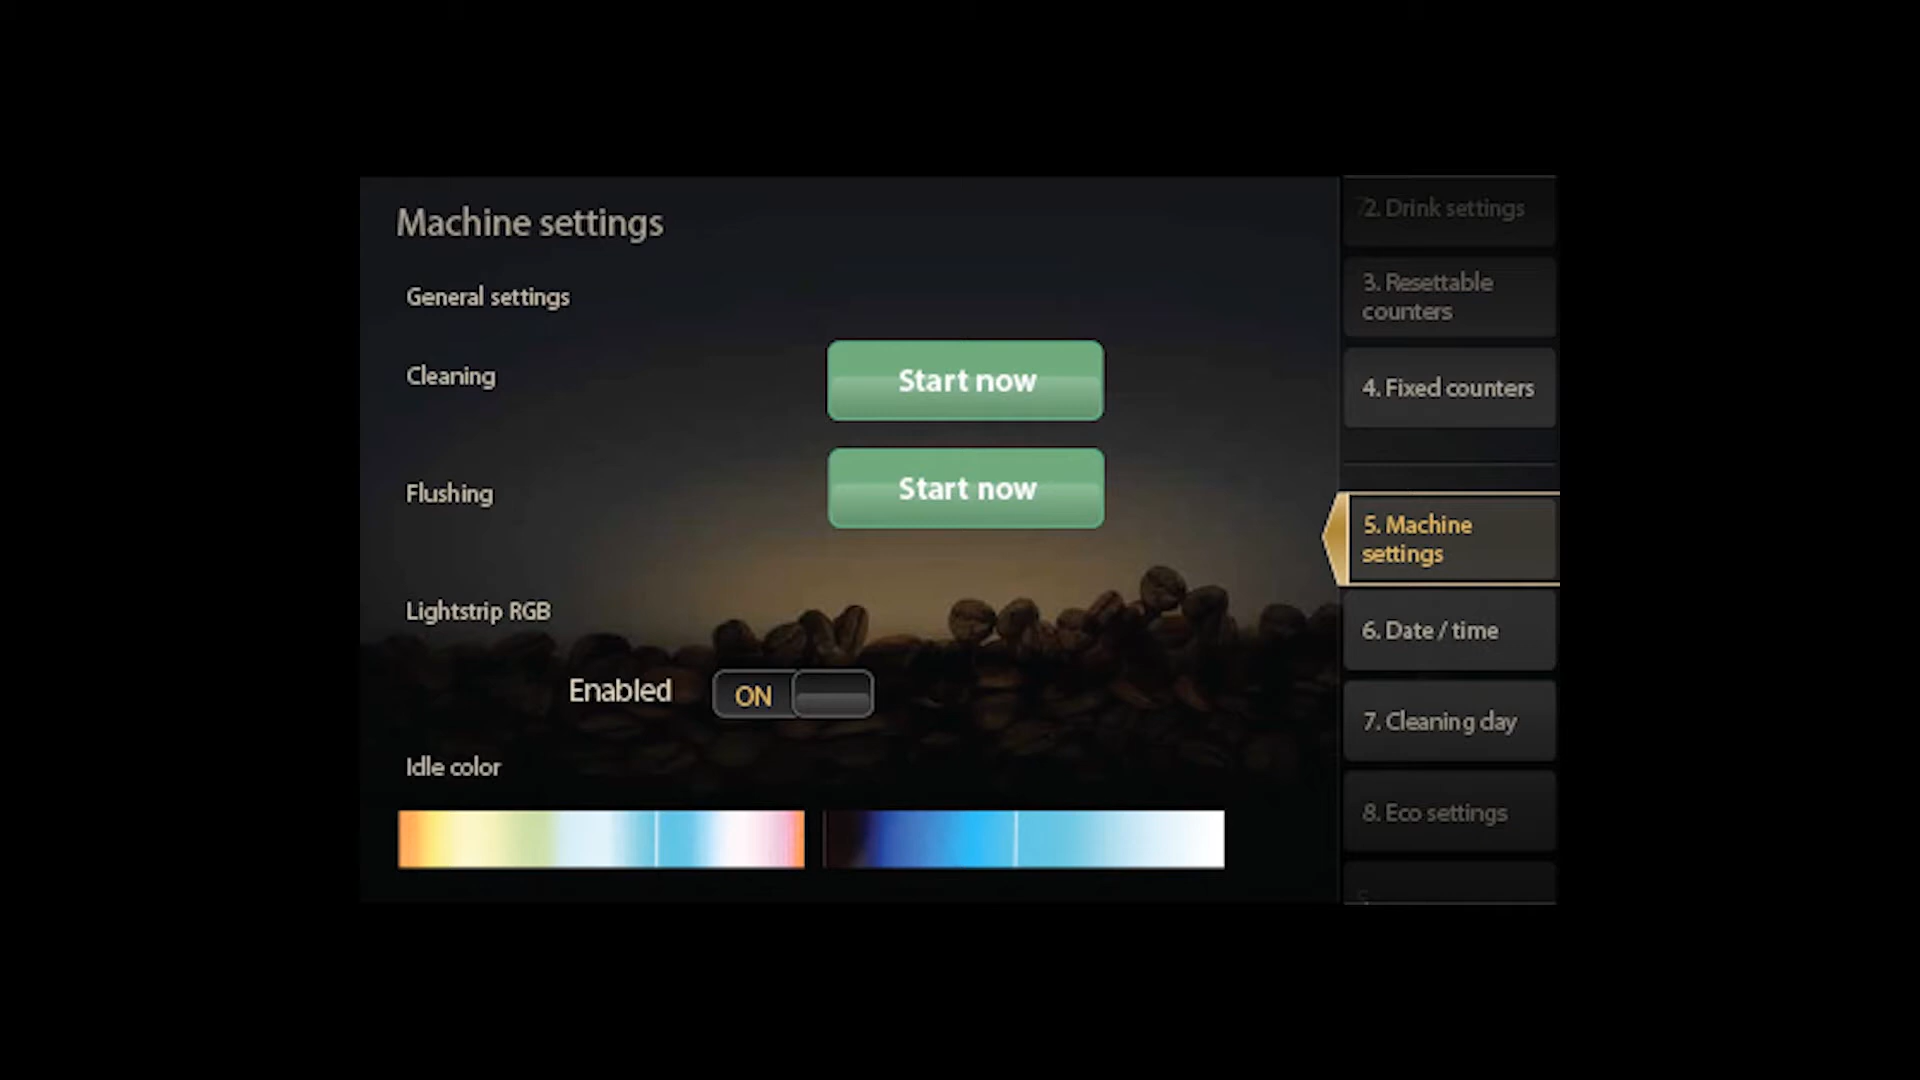 Machine settings
General settings
Cleaning
Start now
Flushing
Start now
Lightstrip RGB
Enabled
ON
Idle color
2. Drink settings
3. Resettable
counters
4. Fixed counters
5. Machine
settings
6. Date / time
7. Cleaning day
8. Eco settings